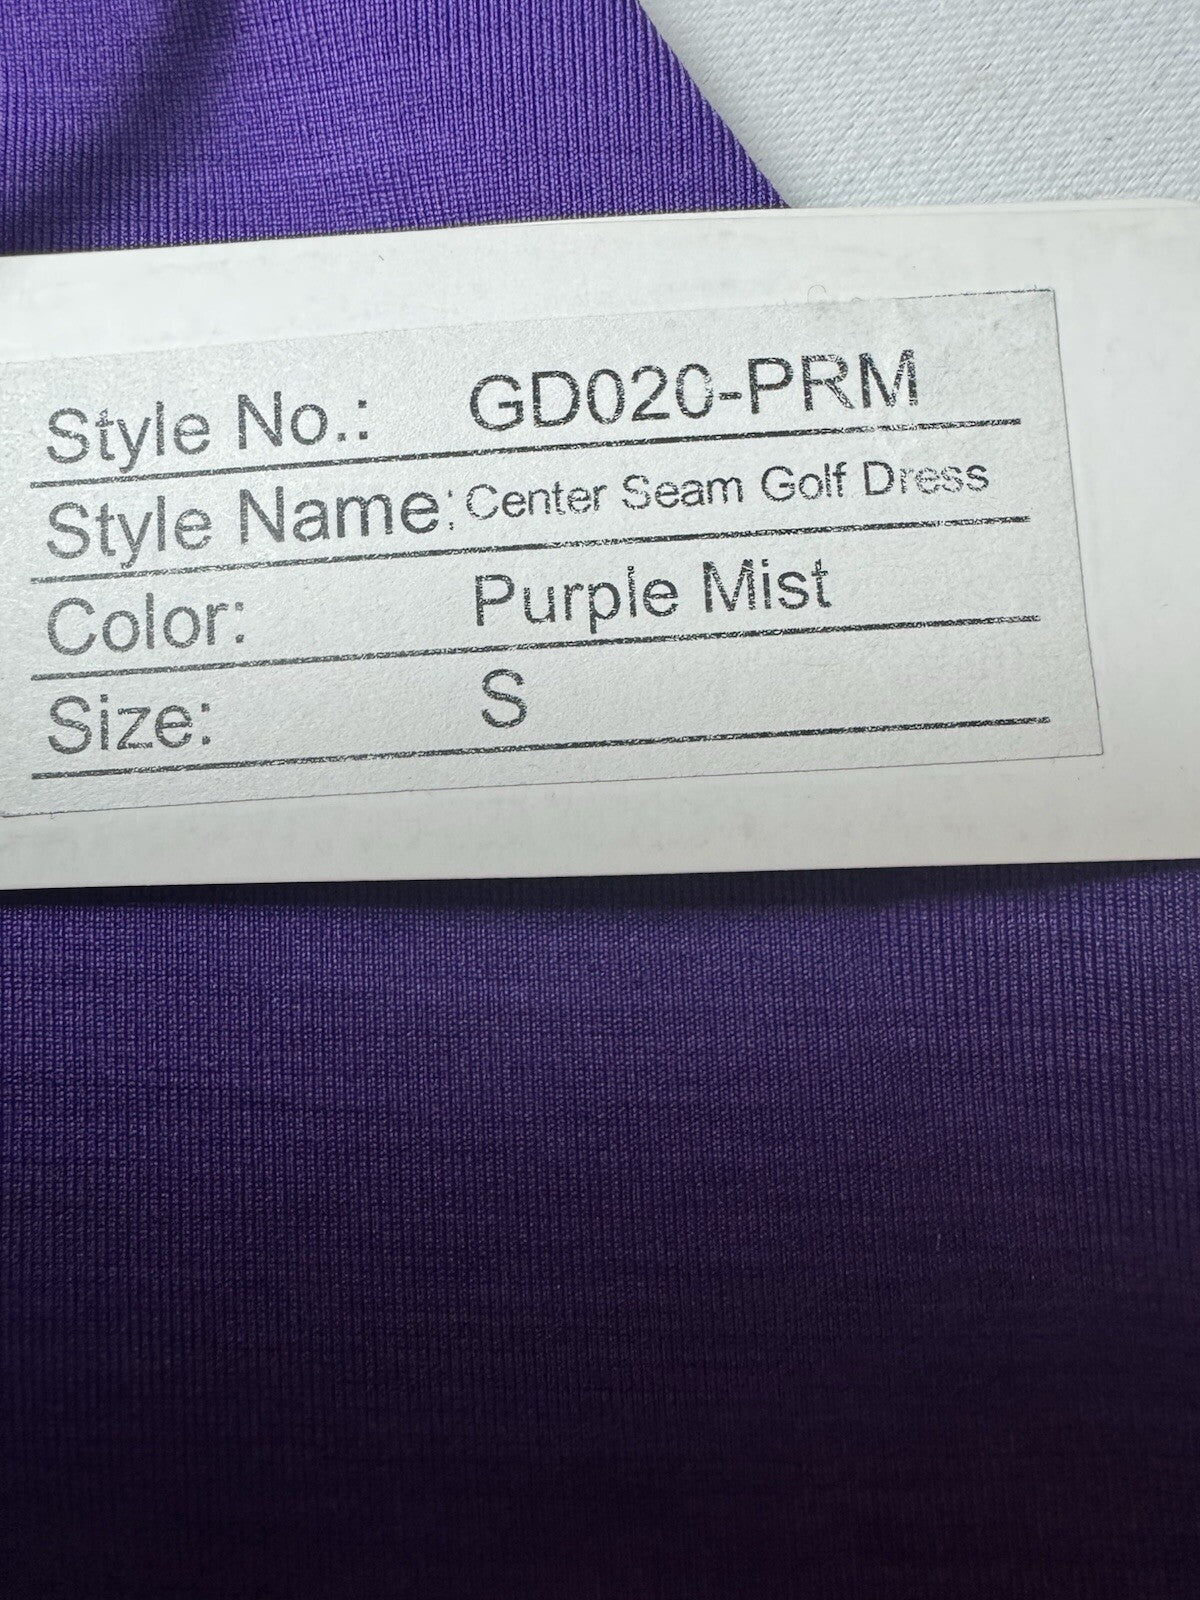 Style No.: GD020-PRM
Style Name: Center Seam Golf Dress
Color: Purple Mist
Size: S